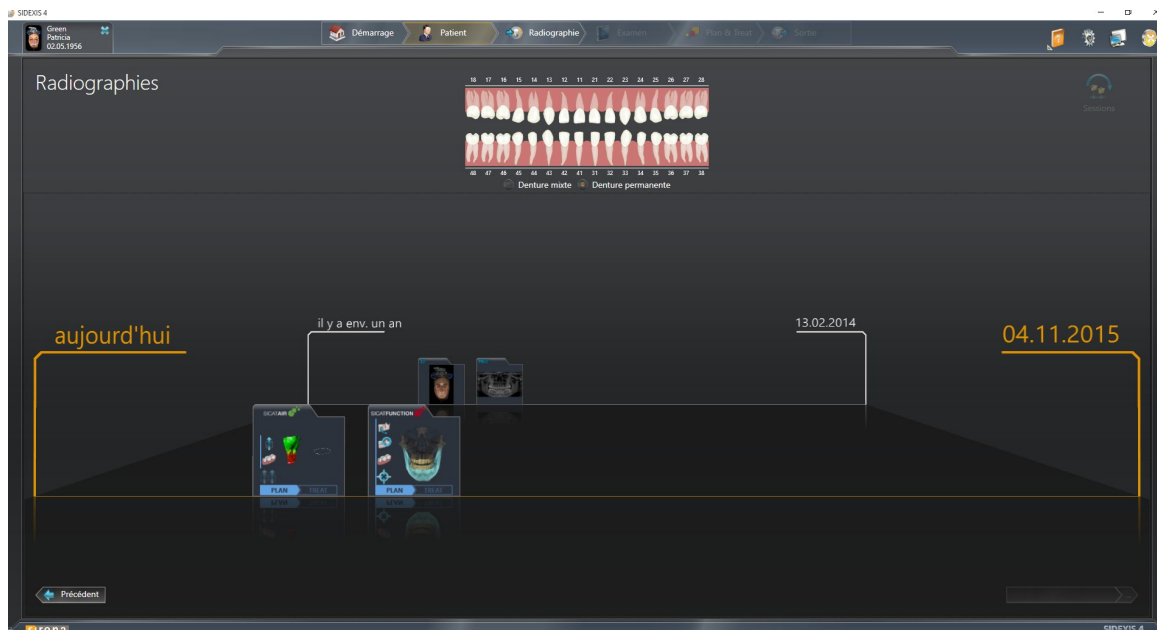 SIDEXIS 4
Green
Patricia
02.05.1956
Démarrage
Patient
Radiographie
Examen
Plan & Treat
Sortie
Radiographies
Sessions
18 17 16 15 14 13 12 11 21 22 23 24 25 26 27 28
48 47 46 45 44 43 42 41 31 32 33 34 35 36 37 38
Denture mixte
Denture permanente
aujourd'hui
il y a env. un an
13.02.2014
04.11.2015
SICATAIR
SICATFUNCTION
PLAN TREAT
PLAN TREAT
Précédent
sirona
SIDEXIS 4